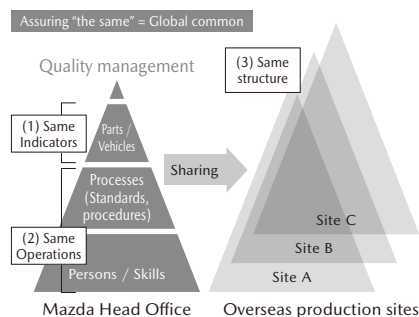 Assuring “the same” = Global common
Quality management
(1) Same
Indicators
Parts /
Vehicles
Processes
(Standards,
procedures)
(2) Same
Operations
Persons / Skills
Mazda Head Office
Sharing
(3) Same
structure
Site C
Site B
Site A
Overseas production sites